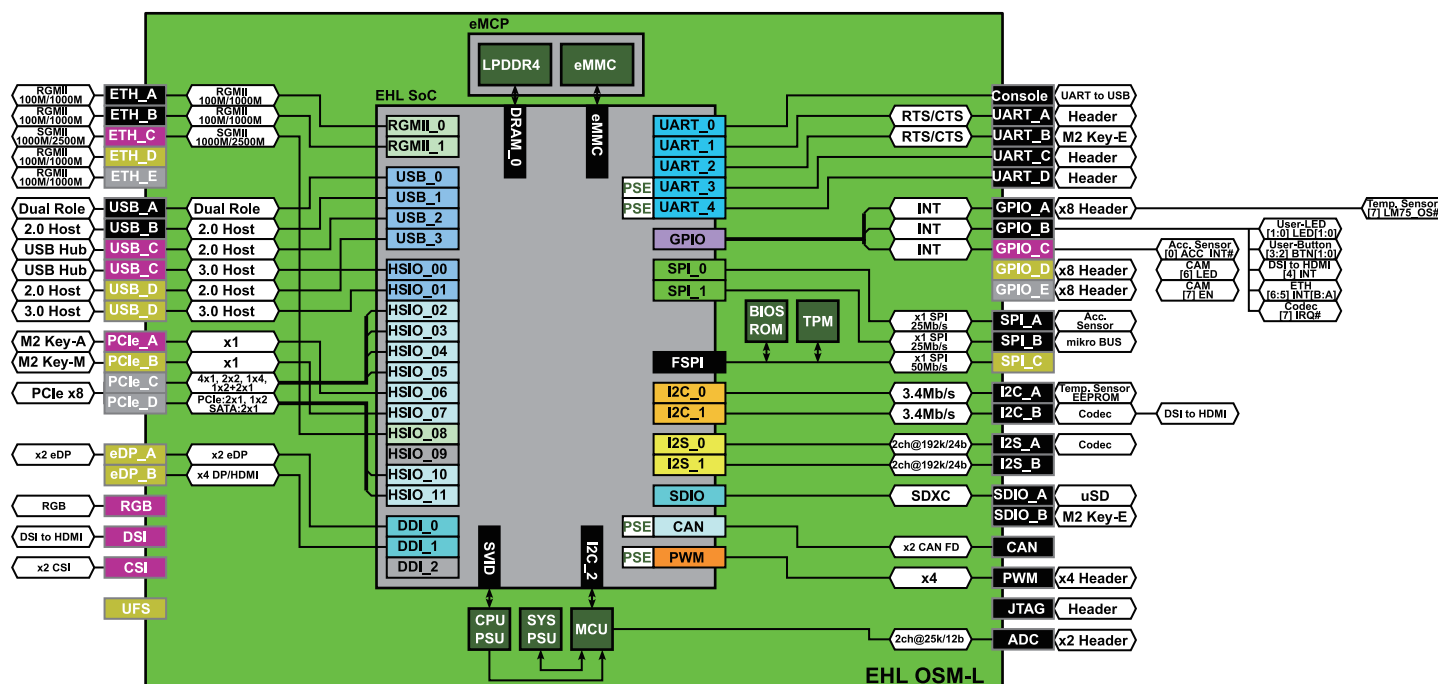 eMCP
LPDDR4
eMMC
EHL SoC
DRAM_0
eMMC
RGMII
100M/1000M
ETH_A
RGMII
100M/1000M
RGMII
100M/1000M
ETH_B
RGMII
100M/1000M
SGMII
1000M/2500M
ETH_C
SGMII
1000M/2500M
RGMII
100M/1000M
ETH_D
RGMII
100M/1000M
ETH_E
Dual Role
USB_A
Dual Role
2.0 Host
USB_B
2.0 Host
USB Hub
USB_C
2.0 Host
USB Hub
USB_C
3.0 Host
2.0 Host
USB_D
2.0 Host
3.0 Host
USB_D
3.0 Host
M2 Key-A
PCIe_A
x1
M2 Key-M
PCIe_B
x1
PCIe x8
PCIe_C
4x1, 2x2, 1x4,
1x2+2x1
PCIe_D
PCIe:2x1, 1x2
SATA:2x1
x2 eDP
eDP_A
x2 eDP
eDP_B
x4 DP/HDMI
RGB
RGB
DSI to HDMI
DSI
x2 CSI
CSI
UFS
RGMII_0
RGMII_1
USB_0
USB_1
USB_2
USB_3
HSIO_00
HSIO_01
HSIO_02
HSIO_03
HSIO_04
HSIO_05
HSIO_06
HSIO_07
HSIO_08
HSIO_09
HSIO_10
HSIO_11
DDI_0
DDI_1
DDI_2
SVID
I2C_2
CPU
PSU
SYS
PSU
MCU
UART_0
UART_1
UART_2
PSE
UART_3
PSE
UART_4
GPIO
SPI_0
SPI_1
BIOS
ROM
TPM
FSPI
I2C_0
I2C_1
I2S_0
I2S_1
SDIO
PSE
CAN
PSE
PWM
Console
UART to USB
RTS/CTS
UART_A
Header
RTS/CTS
UART_B
M2 Key-E
UART_C
Header
UART_D
Header
INT
GPIO_A
x8 Header
Temp. Sensor
[7] LM75_OS#
INT
GPIO_B
User-LED
[1:0] LED[1:0]
User-Button
[3:2] BTN[1:0]
DSI to HDMI
[4] INT
ETH
[6:5] INT[B:A]
Codec
[7] IRQ#
INT
GPIO_C
Acc. Sensor
[0] ACC_INT#
CAM
[6] LED
CAM
[7] EN
GPIO_D
x8 Header
GPIO_E
x8 Header
x1 SPI
25Mb/s
SPI_A
Acc.
Sensor
x1 SPI
25Mb/s
SPI_B
mikro BUS
x1 SPI
50Mb/s
SPI_C
3.4Mb/s
I2C_A
Temp. Sensor
EEPROM
3.4Mb/s
I2C_B
Codec
DSI to HDMI
2ch@192k/24b
I2S_A
Codec
2ch@192k/24b
I2S_B
SDXC
SDIO_A
uSD
SDIO_B
M2 Key-E
x2 CAN FD
CAN
x4
PWM
x4 Header
JTAG
Header
2ch@25k/12b
ADC
x2 Header
EHL OSM-L